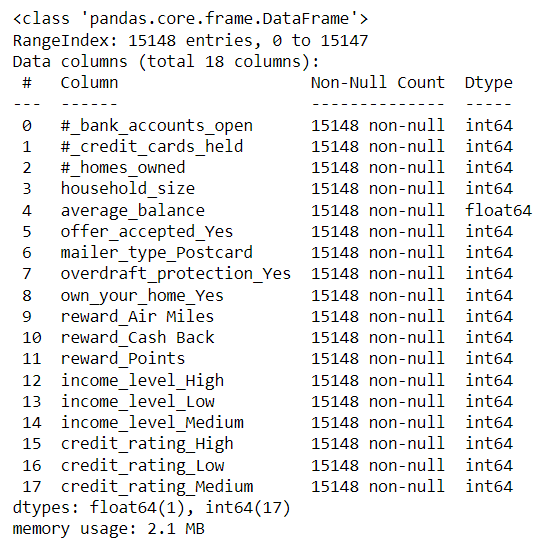 <class 'pandas.core.frame.DataFrame'>
RangeIndex: 15148 entries, 0 to 15147
Data columns (total 18 columns):
 #   Column                    Non-Null Count  Dtype
---  ------                    --------------  -----
 0   #_bank_accounts_open      15148 non-null  int64
 1   #_credit_cards_held       15148 non-null  int64
 2   #_homes_owned             15148 non-null  int64
 3   household_size            15148 non-null  int64
 4   average_balance           15148 non-null  float64
 5   offer_accepted_Yes        15148 non-null  int64
 6   mailer_type_Postcard      15148 non-null  int64
 7   overdraft_protection_Yes  15148 non-null  int64
 8   own_your_home_Yes         15148 non-null  int64
 9   reward_Air Miles          15148 non-null  int64
 10  reward_Cash Back          15148 non-null  int64
 11  reward_Points             15148 non-null  int64
 12  income_level_High         15148 non-null  int64
 13  income_level_Low          15148 non-null  int64
 14  income_level_Medium       15148 non-null  int64
 15  credit_rating_High        15148 non-null  int64
 16  credit_rating_Low         15148 non-null  int64
 17  credit_rating_Medium      15148 non-null  int64
dtypes: float64(1), int64(17)
memory usage: 2.1 MB